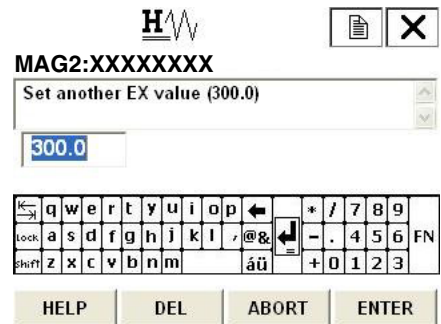 H
MAG2:XXXXXXXX
Set another EX value (300.0)
300.0
q w e r t y u i o p * / 7 8 9
Lock a s d f g h j k l , @& - . 4 5 6 FN
Shift z x c v b n m áü = + 0 1 2 3
HELP DEL ABORT ENTER